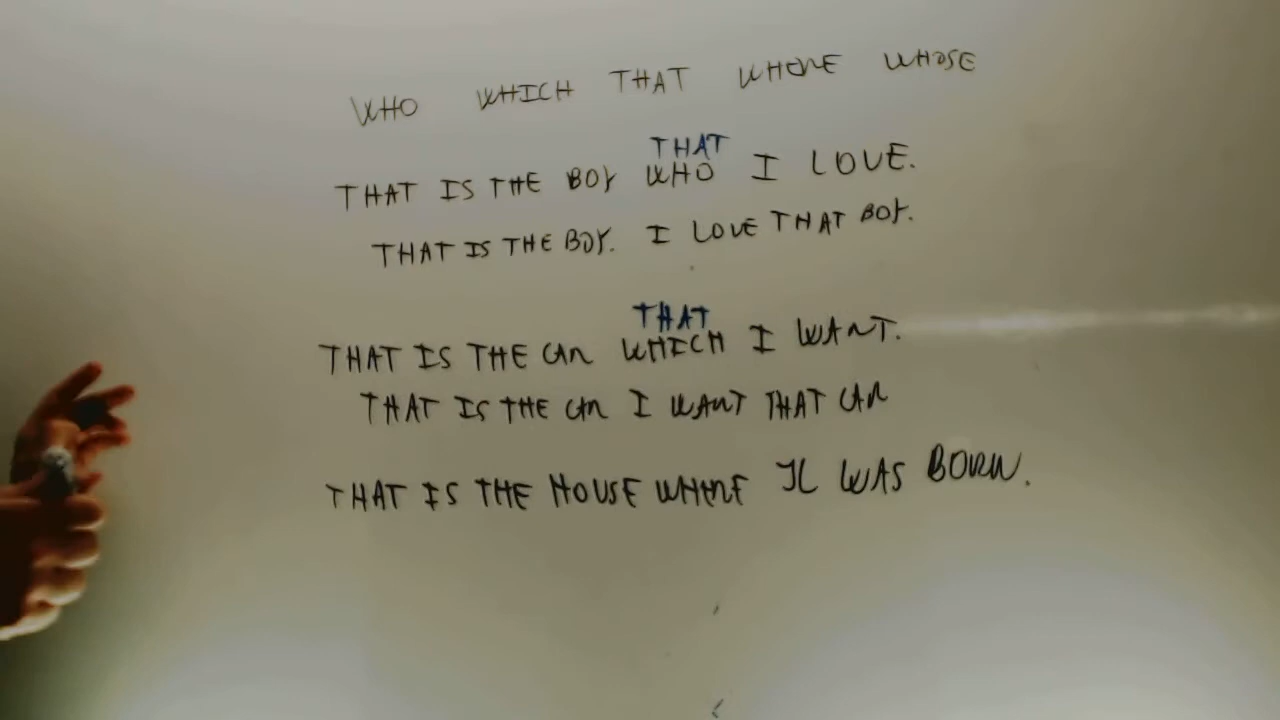 WHO WHICH THAT WHERE WHOSE
THAT
THAT IS THE BOY WHO I LOVE.
THAT IS THE BOY. I LOVE THAT BOY.
THAT
THAT IS THE CAR WHICH I WANT.
THAT IS THE CAR I WANT THAT CAR
THAT IS THE HOUSE WHERE JL WAS BORN.